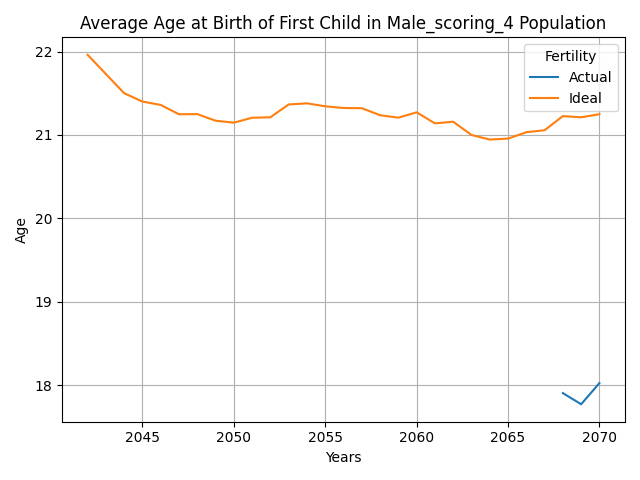 Average Age at Birth of First Child in Male_scoring_4 Population
Fertility
Actual
Ideal
22
21
20
19
18
Age
2045 2050 2055 2060 2065 2070
Years